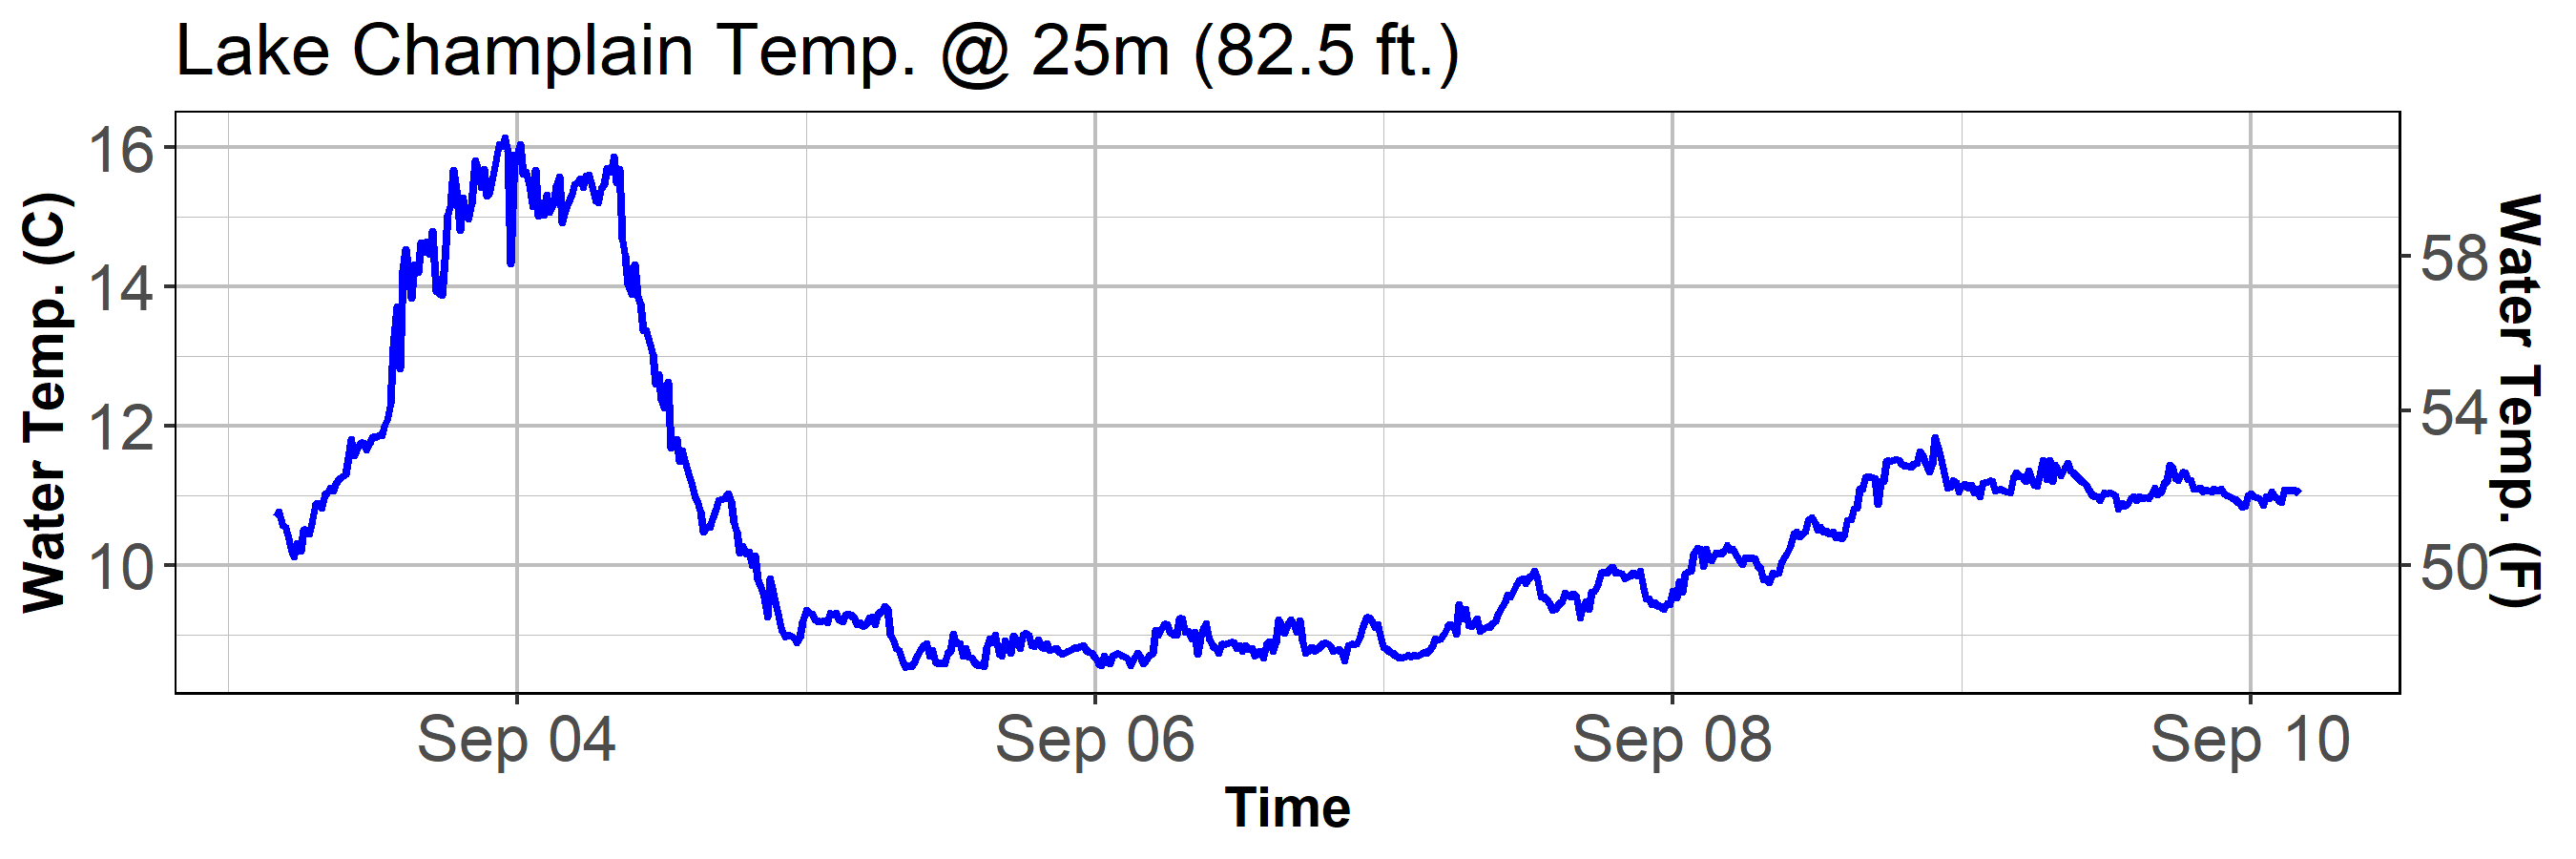 Lake Champlain Temp. @ 25m (82.5 ft.)
Water Temp. (C)
16
14
12
10
58
54
50
Water Temp. (F)
Sep 04
Sep 06
Sep 08
Sep 10
Time